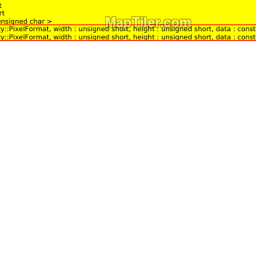 t
rt
nsigned char >
MapTiler.com
y::PixelFormat, width : unsigned short, height : unsigned short, data : const
y::PixelFormat, width : unsigned short, height : unsigned short, data : const